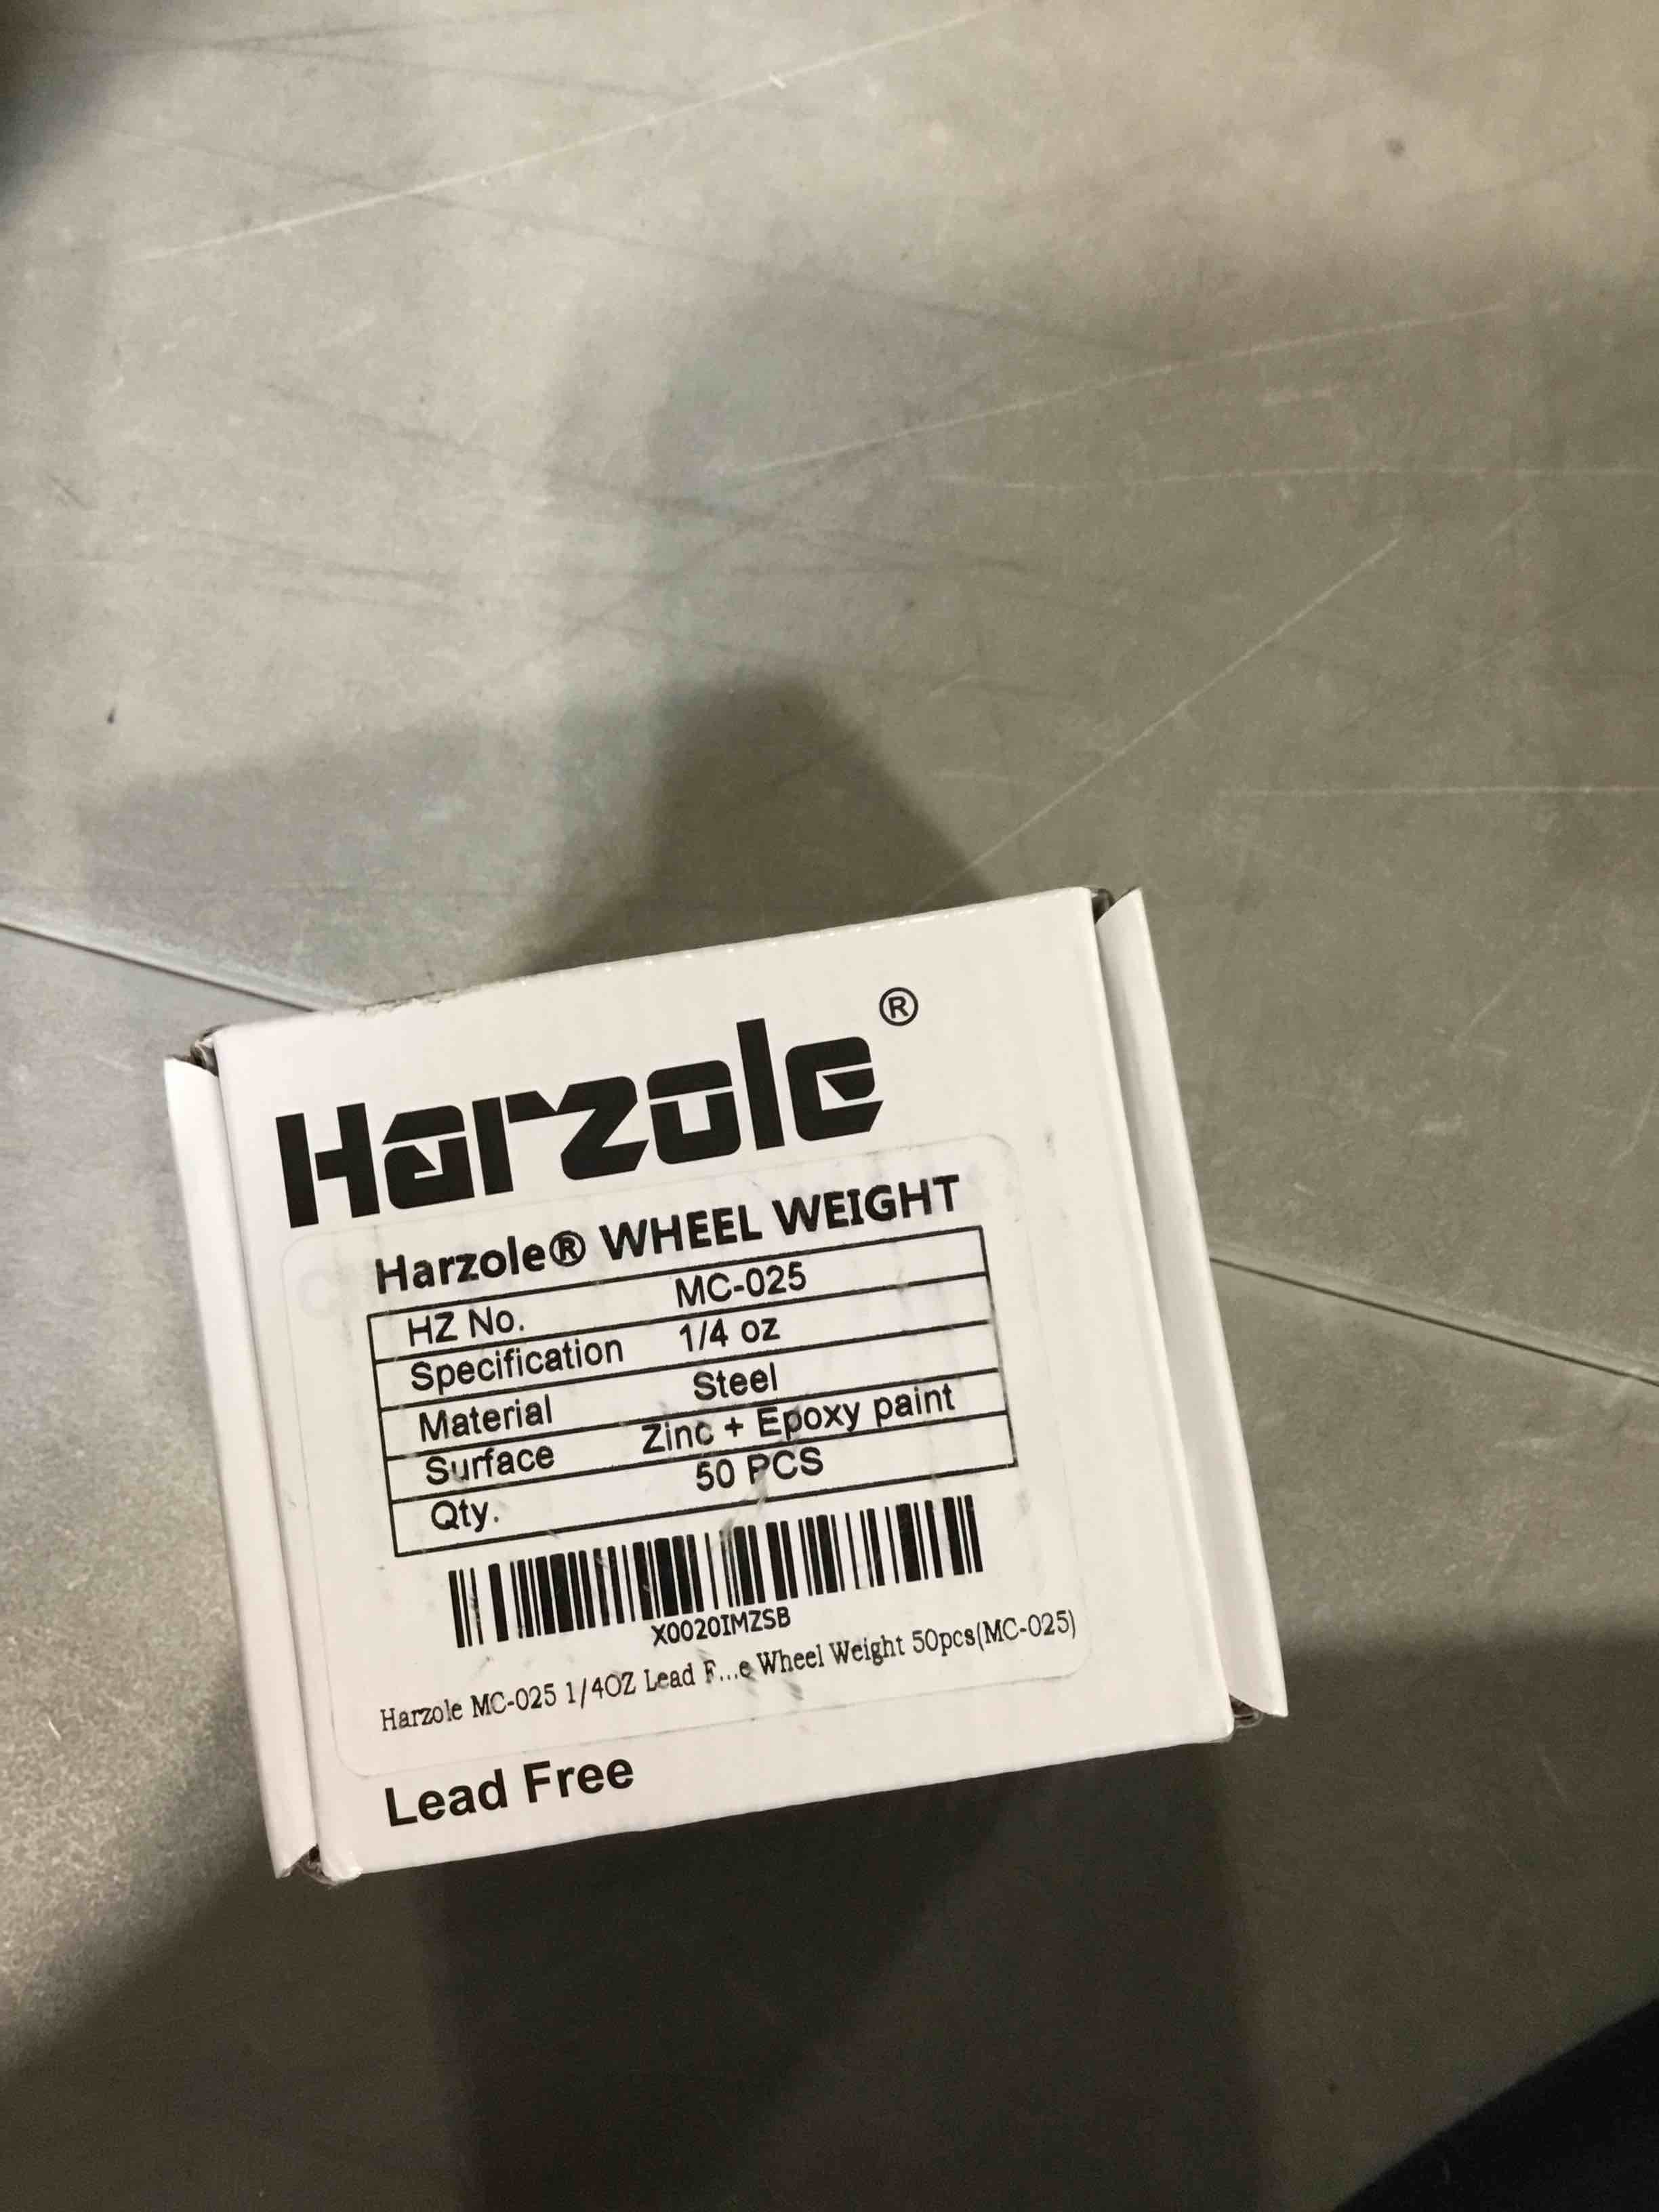 Harzole®
Harzole® WHEEL WEIGHT
HZ No. MC-025
Specification 1/4 oz
Material Steel
Surface Zinc + Epoxy paint
Qty. 50 PCS
X0020IMZSB
Harzole MC-025 1/4OZ Lead F...e Wheel Weight 50pcs(MC-025)
Lead Free